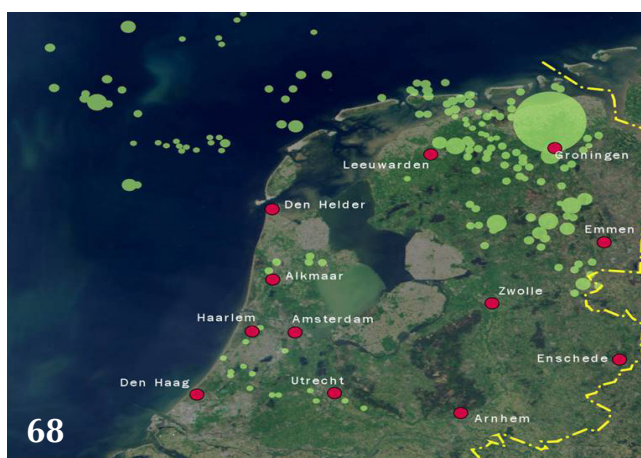 Leeuwarden
Groningen
Den Helder
Emmen
Alkmaar
Zwolle
Haarlem
Amsterdam
Enschede
Den Haag
Utrecht
Arnhem
68